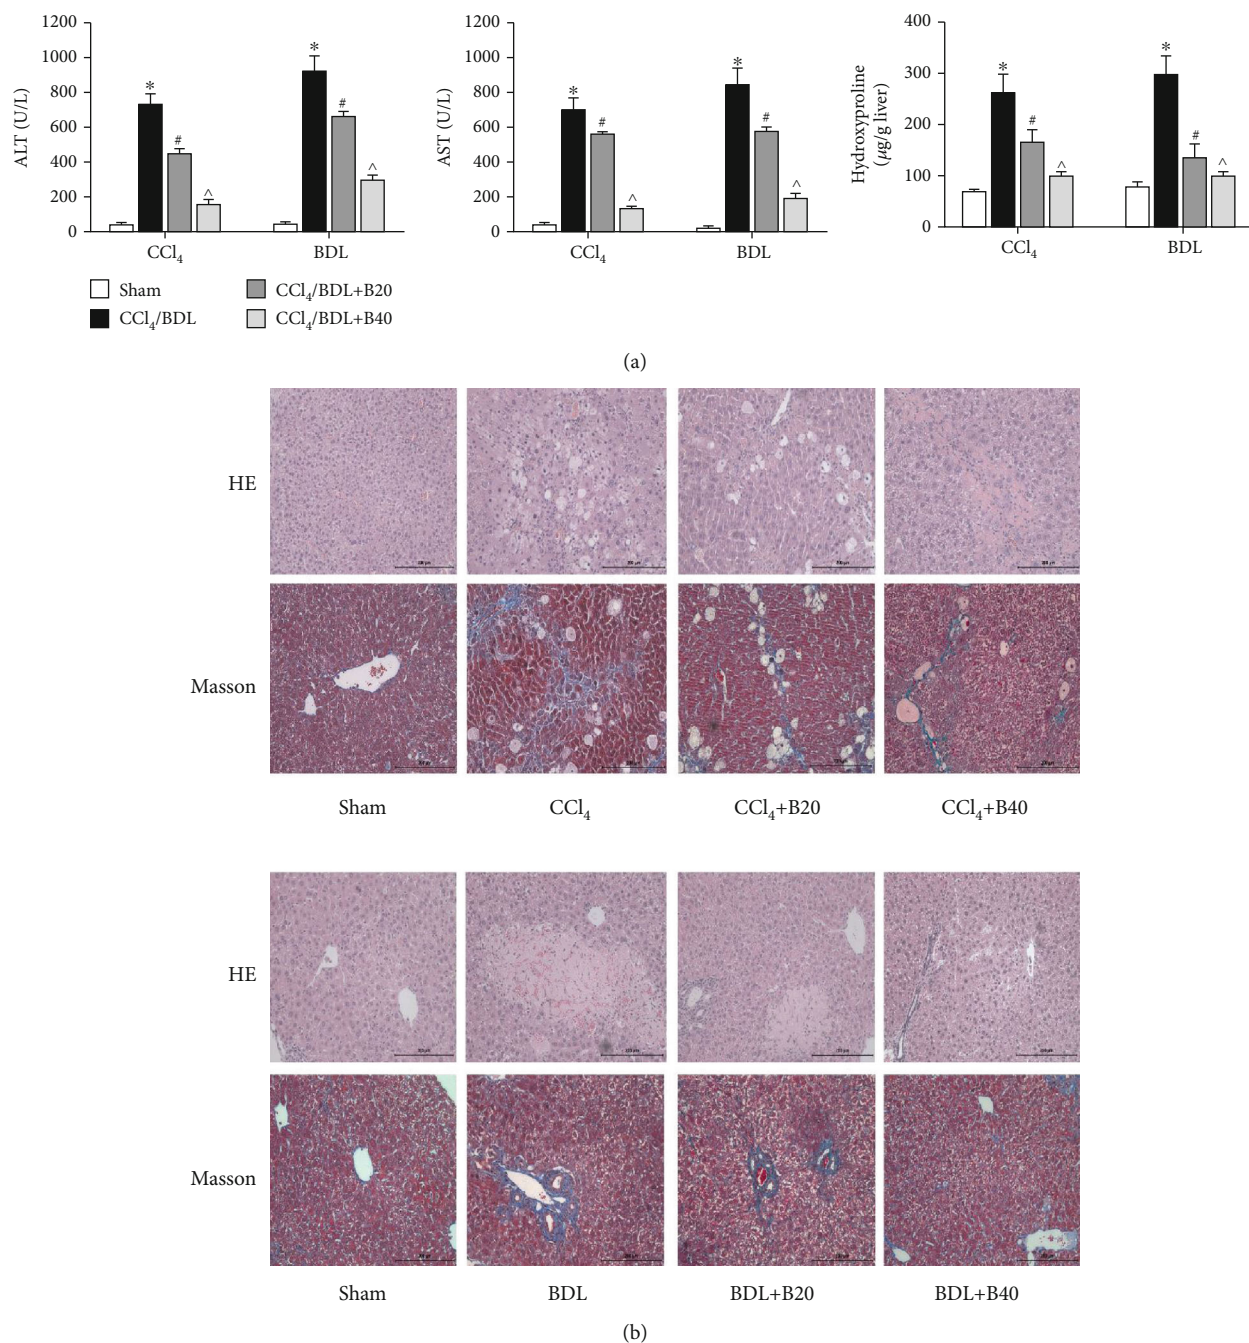 1200
1000
800
600
400
200
0
ALT (U/L)
*
#
^
*
#
^
CCl₄
BDL
1200
1000
800
600
400
200
0
AST (U/L)
*
#
^
*
#
^
CCl₄
BDL
400
300
200
100
0
Hydroxyproline
(μg/g liver)
*
#
^
*
#
^
CCl₄
BDL
Sham
CCl₄/BDL+B20
CCl₄/BDL
CCl₄/BDL+B40
(a)
HE
Masson
Sham
CCl₄
CCl₄+B20
CCl₄+B40
HE
Masson
Sham
BDL
BDL+B20
BDL+B40
(b)